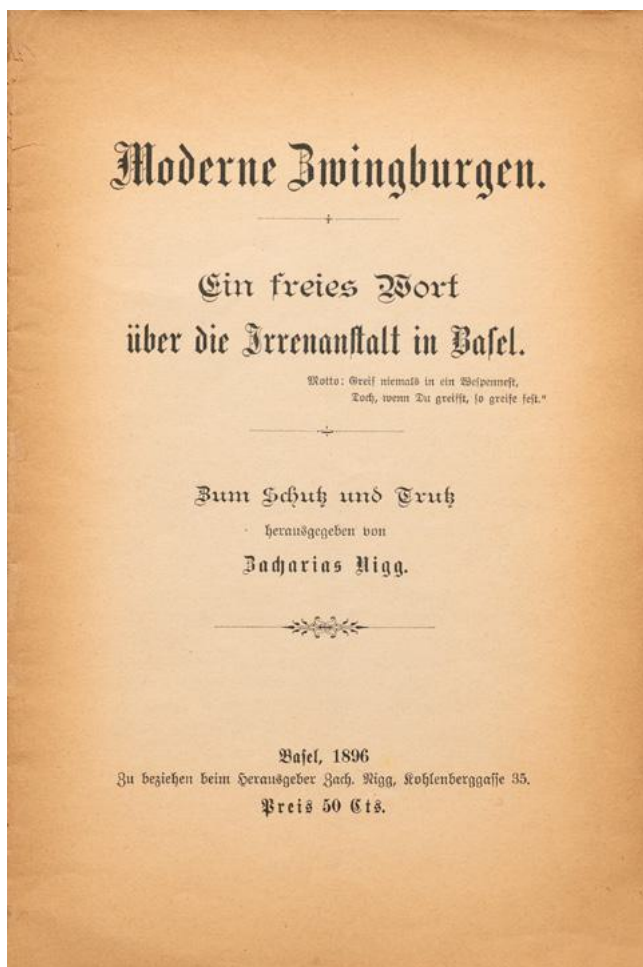 Moderne Zwingburgen.
Ein freies Wort
über die Irrenanstalt in Basel.
Motto: Greif niemals in ein Wespennest,
Doch, wenn Du greifst, so greife fest."
Zum Schutz und Trutz
herausgegeben von
Zacharias Nigg.
Basel, 1896
Zu beziehen beim Herausgeber Zach. Nigg, Kohlenberggasse 35.
Preis 50 Cts.